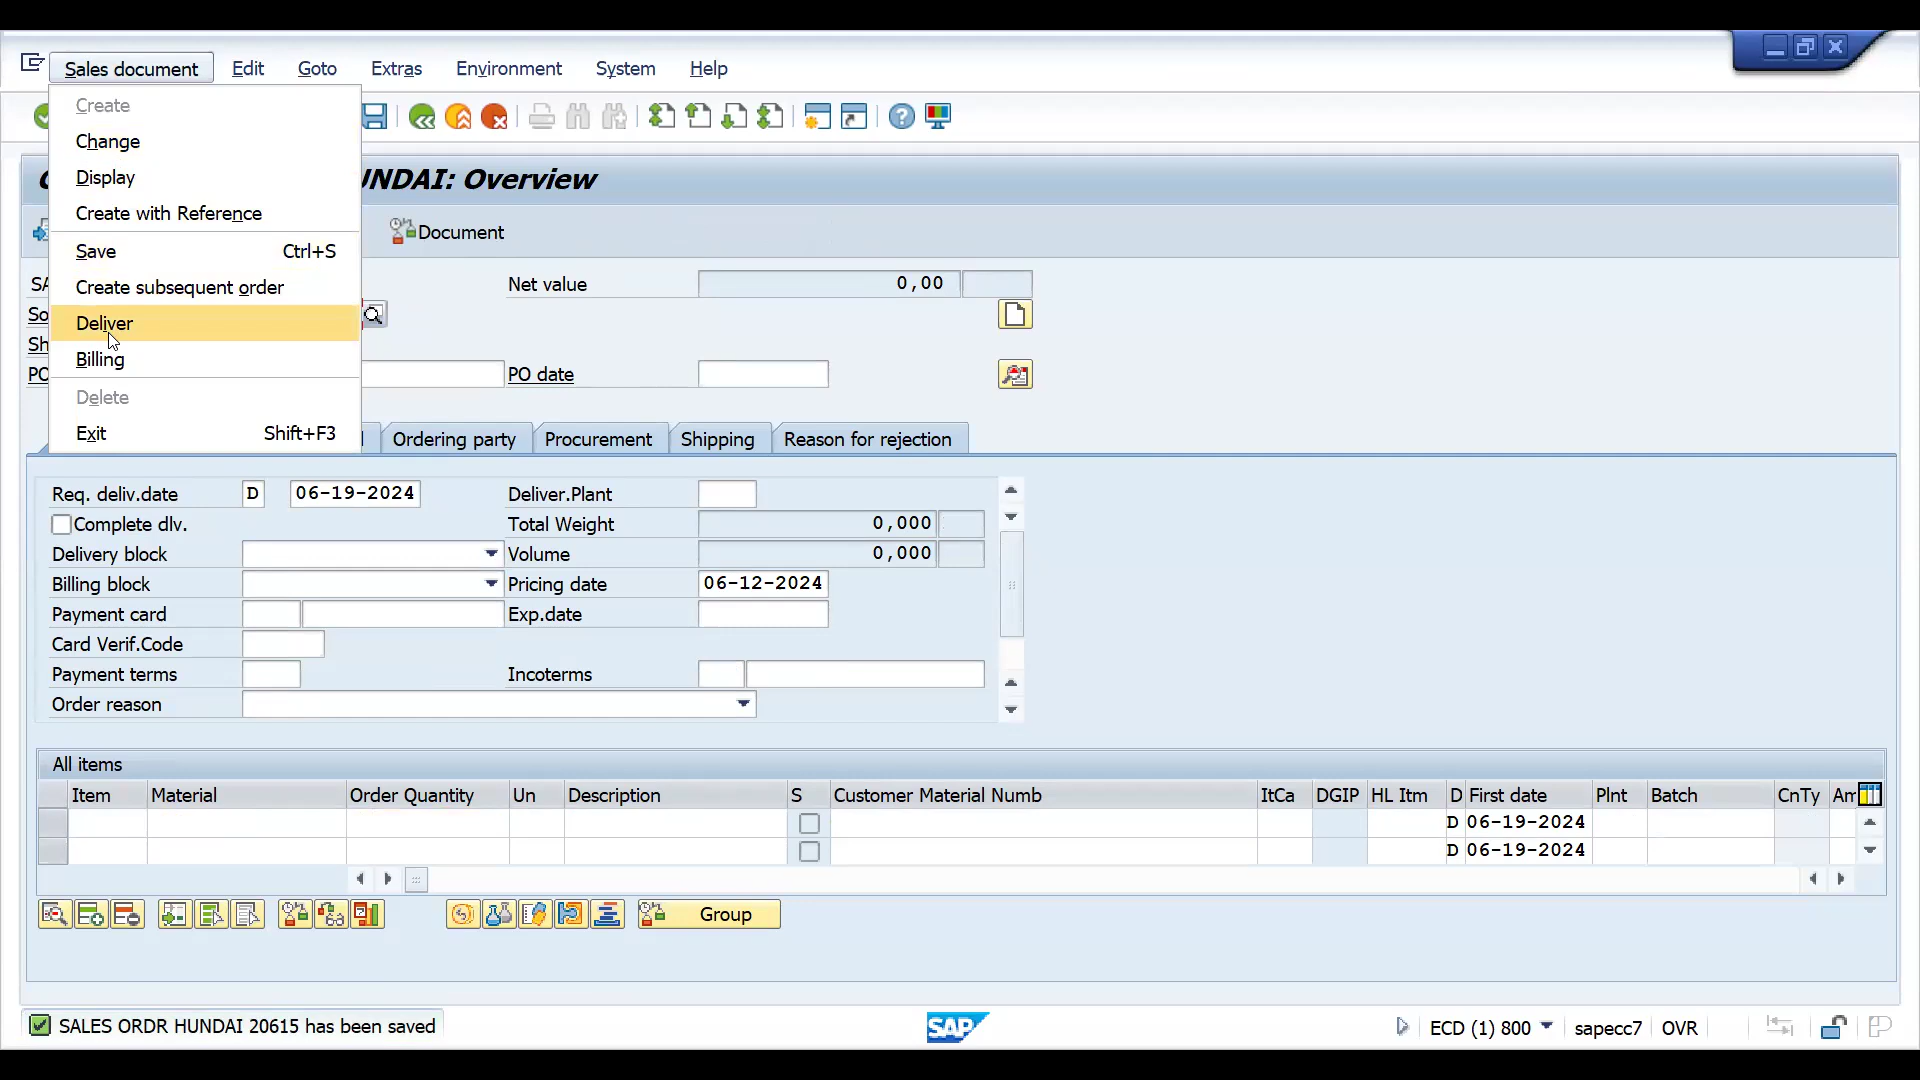 Sales document Edit Goto Extras Environment System Help
Create
Change
Display
Create with Reference
Save Ctrl+S
Create subsequent order
Deliver
Billing
Delete
Exit Shift+F3
UNDAI: Overview
Document
SA Net value 0,00
So
Sh
PO PO date
Ordering party Procurement Shipping Reason for rejection
Req. deliv.date D 06-19-2024 Deliver.Plant
Complete dlv. Total Weight 0,000
Delivery block Volume 0,000
Billing block Pricing date 06-12-2024
Payment card Exp.date
Card Verif.Code
Payment terms Incoterms
Order reason
All items
Item Material Order Quantity Un Description S Customer Material Numb ItCa DGIP HL Itm D First date Plnt Batch CnTy Am
D 06-19-2024
D 06-19-2024
Group
SALES ORDR HUNDAI 20615 has been saved SAP ECD (1) 800 sapecc7 OVR